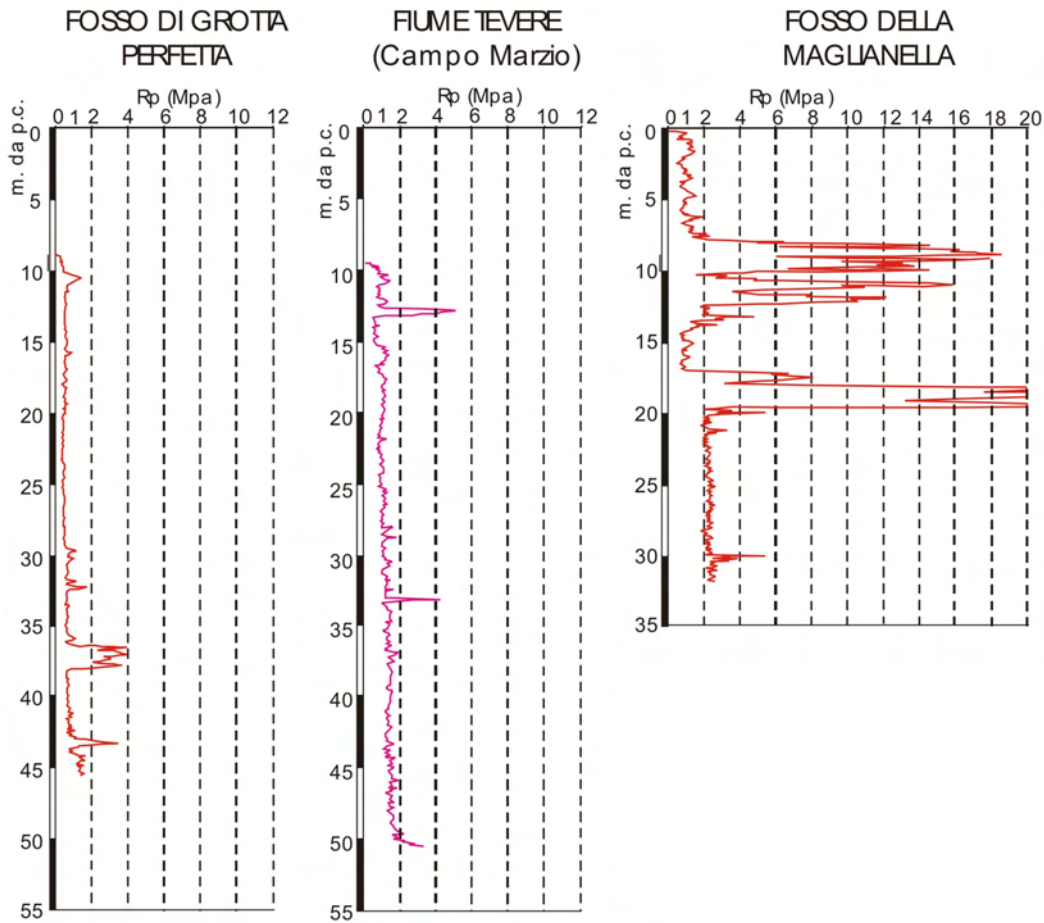 FOSSO DI GROTTA
PERFETTA
Rp (Mpa)
0 1 2 4 6 8 10 12
m. da p.c.
0
5
10
15
20
25
30
35
40
45
50
55
FIUME TEVERE
(Campo Marzio)
Rp (Mpa)
0 1 2 4 6 8 10 12
m. da p.c.
0
5
10
15
20
25
30
35
40
45
50
55
FOSSO DELLA
MAGLIANELLA
Rp (Mpa)
0 1 2 4 6 8 10 12 14 16 18 20
m. da p.c.
0
5
10
15
20
25
30
35